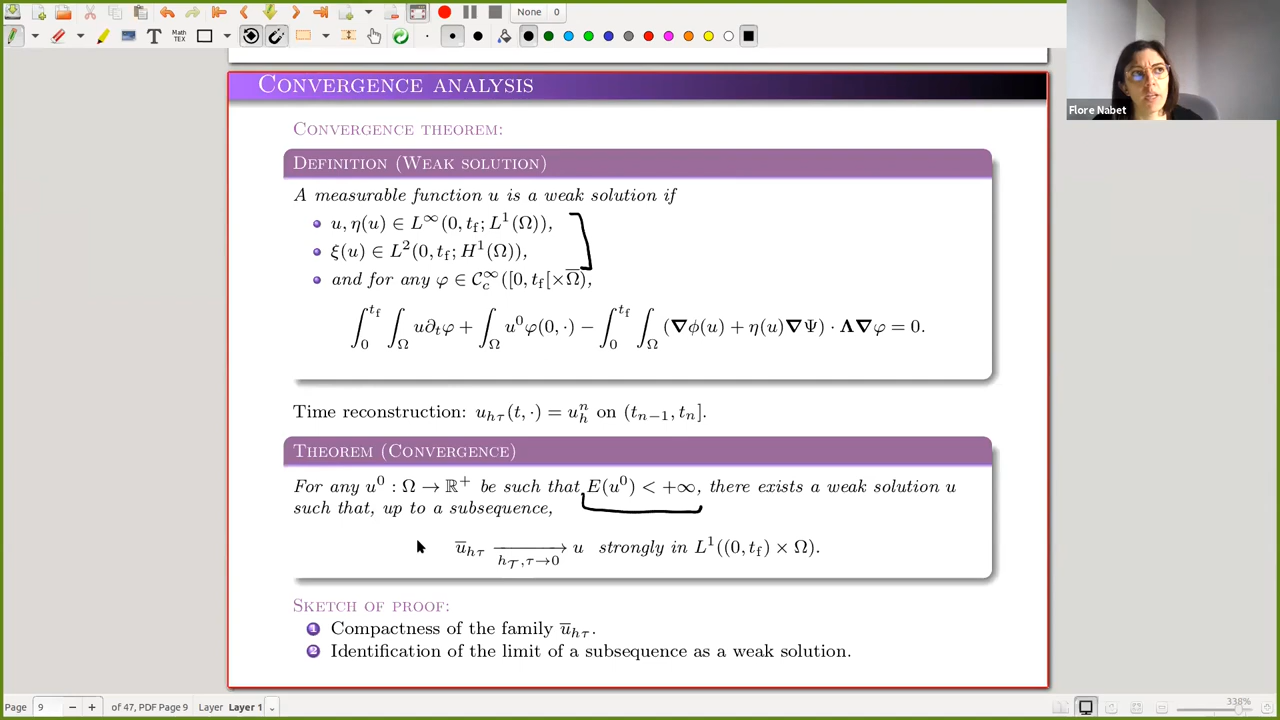 None 0
Math TEX
Flore Nabet
Convergence analysis
Convergence theorem:
Definition (Weak solution)
A measurable function u is a weak solution if
u, η(u) ∈ L^∞(0, t_f; L^1(Ω)),
ξ(u) ∈ L^2(0, t_f; H^1(Ω)),
and for any φ ∈ C_c^∞([0, t_f[×Ω̅),
∫_0^{t_f} ∫_Ω u∂_tφ + ∫_Ω u^0φ(0, ·) − ∫_0^{t_f} ∫_Ω (∇ϕ(u) + η(u)∇Ψ) · Λ∇φ = 0.
Time reconstruction: u_{hτ}(t, ·) = u_h^n on (t_{n−1}, t_n].
Theorem (Convergence)
For any u^0 : Ω → ℝ^+ be such that E(u^0) < +∞, there exists a weak solution u
such that, up to a subsequence,
u̅_{hτ} ⟶_{h_T,τ→0} u strongly in L^1((0, t_f) × Ω).
Sketch of proof:
1 Compactness of the family u̅_{hτ}.
2 Identification of the limit of a subsequence as a weak solution.
Page 9 of 47, PDF Page 9 Layer Layer 1 338%